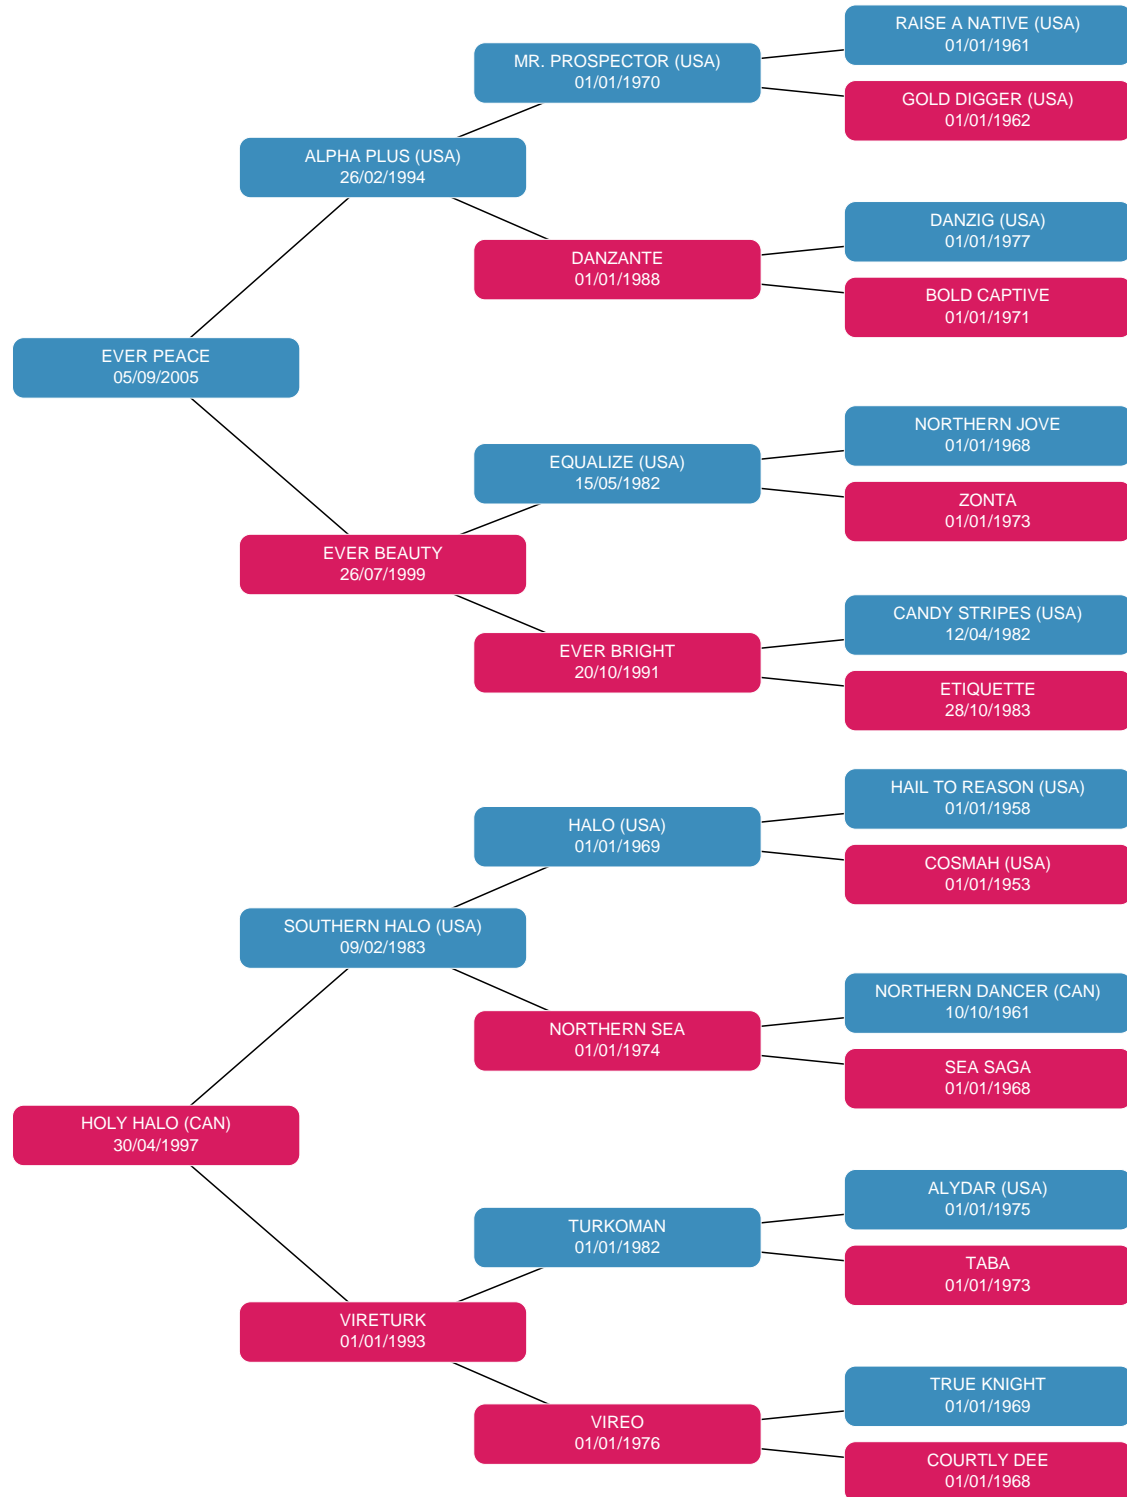 RAISE A NATIVE (USA)
01/01/1961
MR. PROSPECTOR (USA)
01/01/1970
GOLD DIGGER (USA)
01/01/1962
ALPHA PLUS (USA)
26/02/1994
DANZIG (USA)
01/01/1977
DANZANTE
01/01/1988
BOLD CAPTIVE
01/01/1971
EVER PEACE
05/09/2005
NORTHERN JOVE
01/01/1968
EQUALIZE (USA)
15/05/1982
ZONTA
01/01/1973
EVER BEAUTY
26/07/1999
CANDY STRIPES (USA)
12/04/1982
EVER BRIGHT
20/10/1991
ETIQUETTE
28/10/1983
HAIL TO REASON (USA)
01/01/1958
HALO (USA)
01/01/1969
COSMAH (USA)
01/01/1953
SOUTHERN HALO (USA)
09/02/1983
NORTHERN DANCER (CAN)
10/10/1961
NORTHERN SEA
01/01/1974
SEA SAGA
01/01/1968
HOLY HALO (CAN)
30/04/1997
ALYDAR (USA)
01/01/1975
TURKOMAN
01/01/1982
TABA
01/01/1973
VIRETURK
01/01/1993
TRUE KNIGHT
01/01/1969
VIREO
01/01/1976
COURTLY DEE
01/01/1968